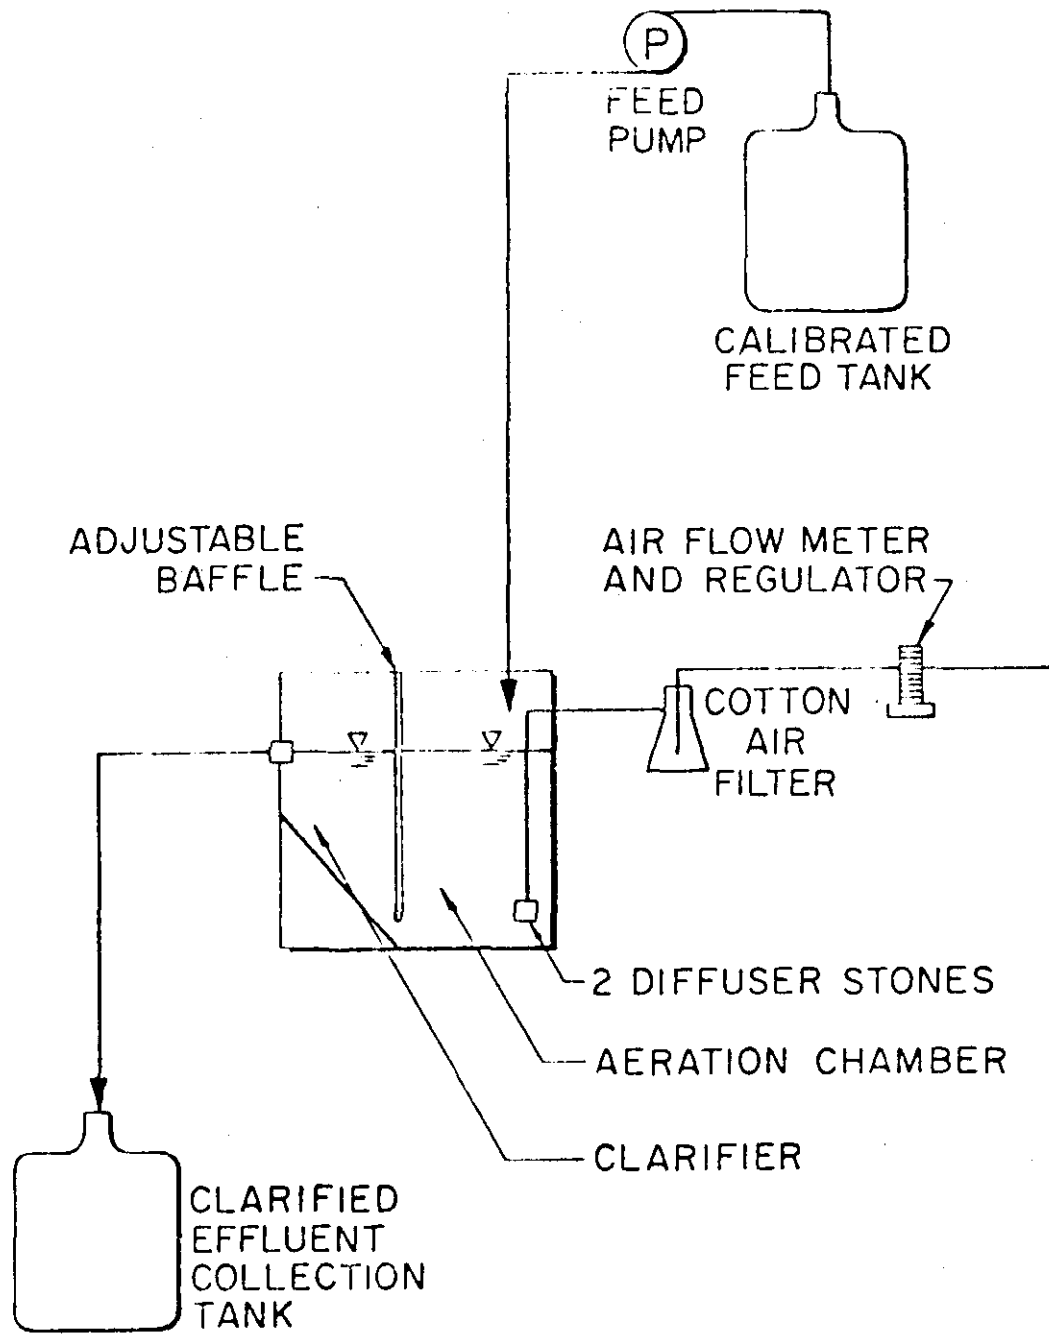 P
FEED
PUMP
CALIBRATED
FEED TANK
ADJUSTABLE
BAFFLE
AIR FLOW METER
AND REGULATOR
COTTON
AIR
FILTER
2 DIFFUSER STONES
AERATION CHAMBER
CLARIFIER
CLARIFIED
EFFLUENT
COLLECTION
TANK